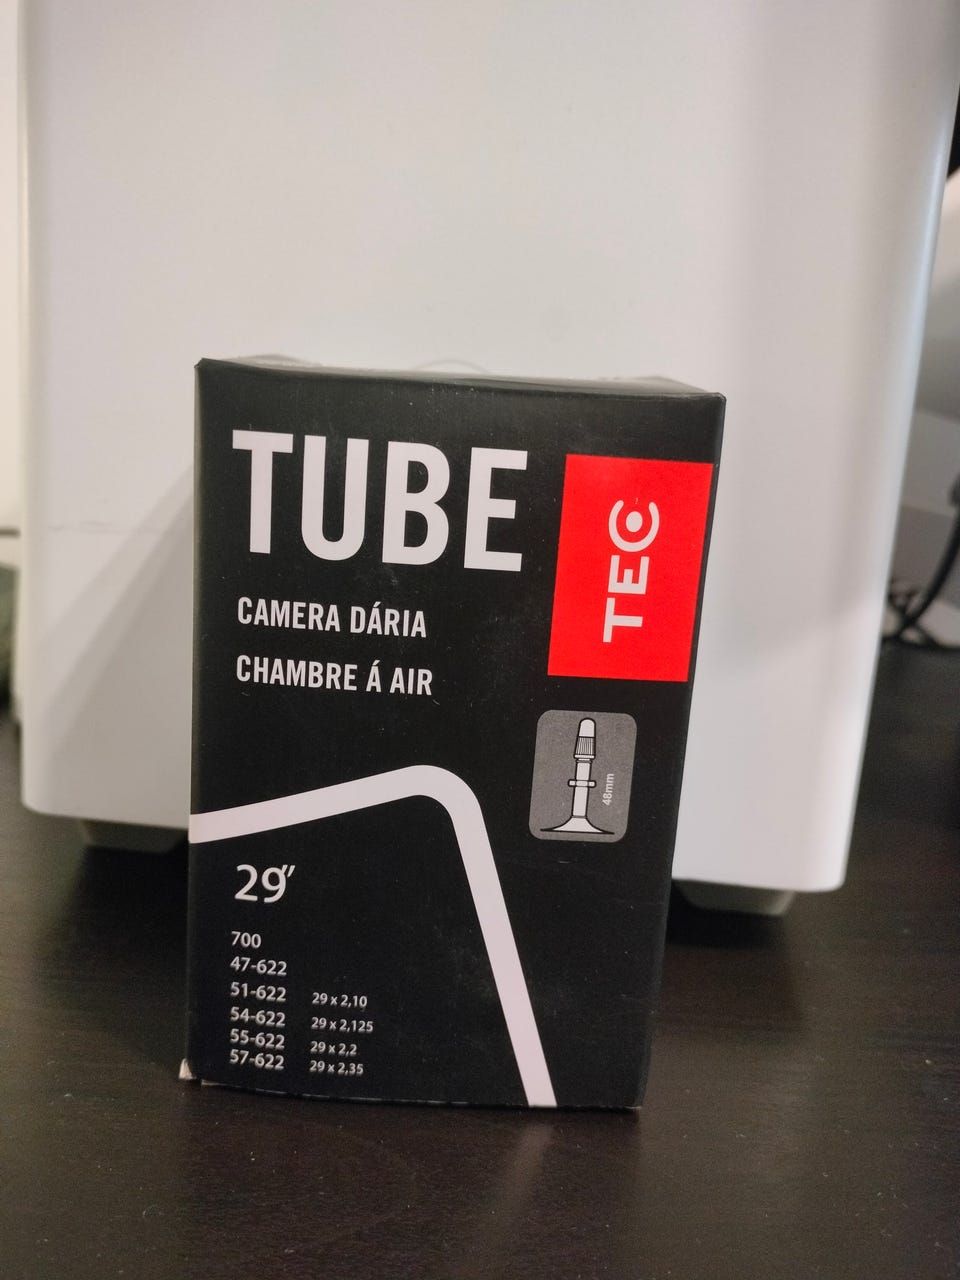 TUBE
TEC
CAMERA DÁRIA
CHAMBRE Á AIR
48mm
29"
700
47-622
51-622 29 x 2,10
54-622 29 x 2,125
55-622 29 x 2,2
57-622 29 x 2,35